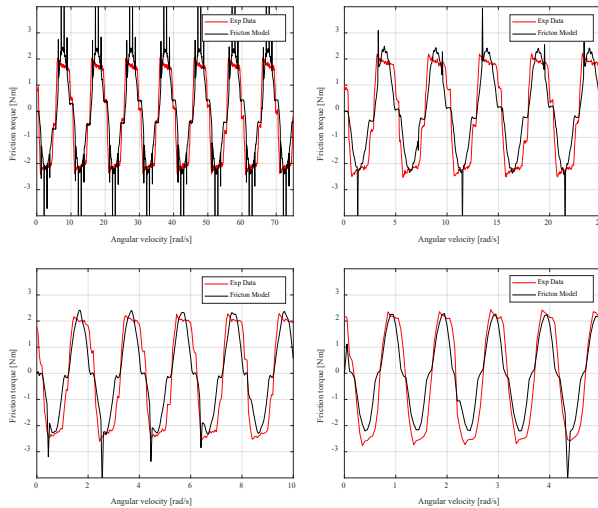 Exp Data
Fricton Model
Friction torque [Nm]
3
2
1
0
-1
-2
-3
0 10 20 30 40 50 60 70
Angular velocity [rad/s]
Exp Data
Fricton Model
Friction torque [Nm]
3
2
1
0
-1
-2
-3
0 5 10 15 20 25
Angular velocity [rad/s]
Exp Data
Fricton Model
Friction torque [Nm]
3
2
1
0
-1
-2
-3
0 2 4 6 8 10
Angular velocity [rad/s]
Exp Data
Fricton Model
Friction torque [Nm]
3
2
1
0
-1
-2
-3
0 1 2 3 4 5
Angular velocity [rad/s]